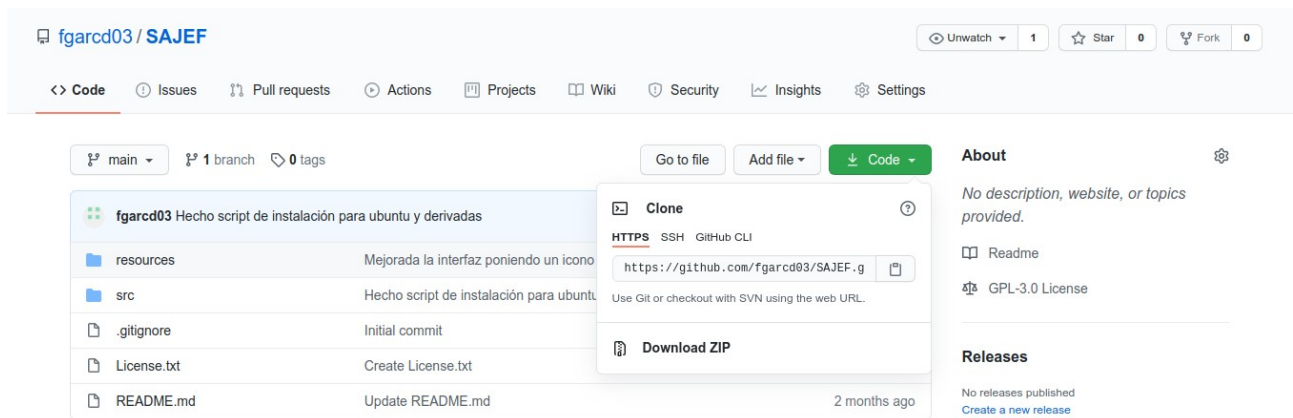 fgarcd03 / SAJEF
Unwatch 1 Star 0 Fork 0
<> Code Issues Pull requests Actions Projects Wiki Security Insights Settings
main 1 branch 0 tags Go to file Add file Code
fgarcd03 Hecho script de instalación para ubuntu y derivadas
resources Mejorada la interfaz poniendo un icono
src Hecho script de instalación para ubuntu
.gitignore Initial commit
License.txt Create License.txt
README.md Update README.md 2 months ago
Clone
HTTPS SSH GitHub CLI
https://github.com/fgarcd03/SAJEF.g
Use Git or checkout with SVN using the web URL.
Download ZIP
About
No description, website, or topics
provided.
Readme
GPL-3.0 License
Releases
No releases published
Create a new release